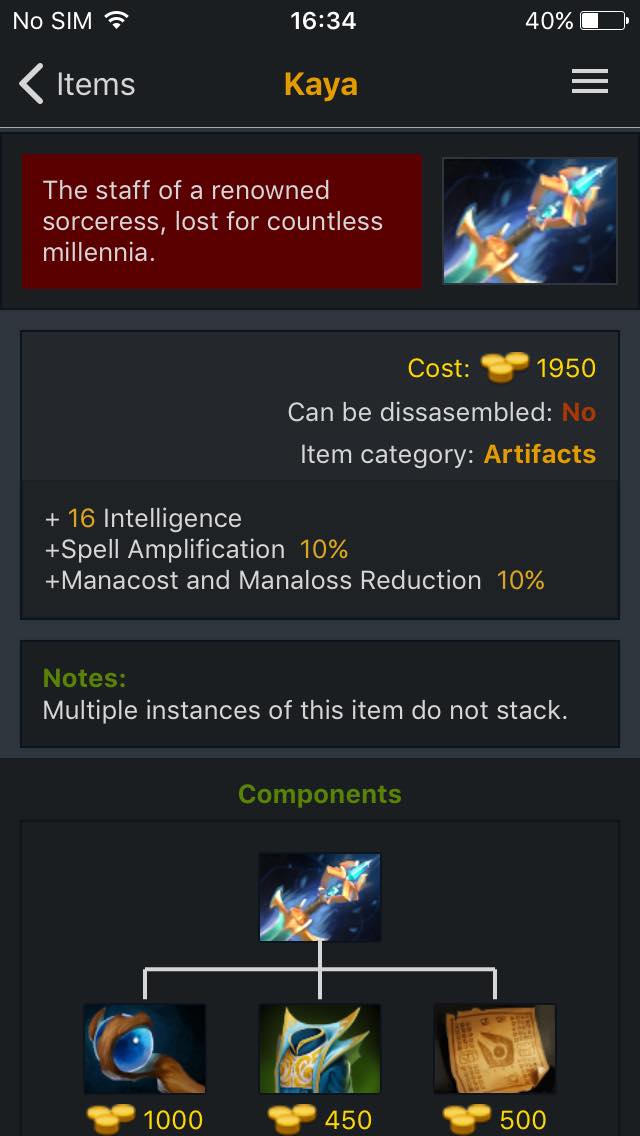 No SIM 16:34 40%
Items Kaya
The staff of a renowned
sorceress, lost for countless
millennia.
Cost: 1950
Can be dissasembled: No
Item category: Artifacts
+ 16 Intelligence
+Spell Amplification 10%
+Manacost and Manaloss Reduction 10%
Notes:
Multiple instances of this item do not stack.
Components
1000 450 500